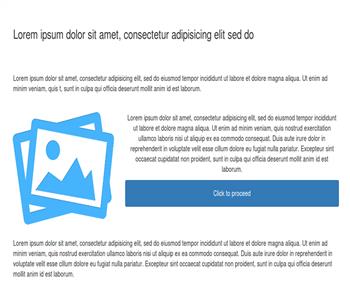 Lorem ipsum dolor sit amet, consectetur adipisicing elit sed do
Lorem ipsum dolor sit amet, consectetur adipisicing elit, sed do eiusmod tempor incididunt ut labore et dolore magna aliqua. Ut enim ad
minim veniam, quis t, sunt in culpa qui officia deserunt mollit anim id est laborum.
Lorem ipsum dolor sit amet, consectetur adipisicing elit, sed do eiusmod tempor incididunt
ut labore et dolore magna aliqua. Ut enim ad minim veniam, quis nostrud exercitation
ullamco laboris nisi ut aliquip ex ea commodo consequat. Duis aute irure dolor in
reprehenderit in voluptate velit esse cillum dolore eu fugiat nulla pariatur. Excepteur sint
occaecat cupidatat non proident, sunt in culpa qui officia deserunt mollit anim id est
laborum.
Click to proceed
Lorem ipsum dolor sit amet, consectetur adipisicing elit, sed do eiusmod tempor incididunt ut labore et dolore magna aliqua. Ut enim ad
minim veniam, quis nostrud exercitation ullamco laboris nisi ut aliquip ex ea commodo consequat. Duis aute irure dolor in reprehenderit in
voluptate velit esse cillum dolore eu fugiat nulla pariatur. Excepteur sint occaecat cupidatat non proident, sunt in culpa qui officia deserunt
mollit anim id est laborum.